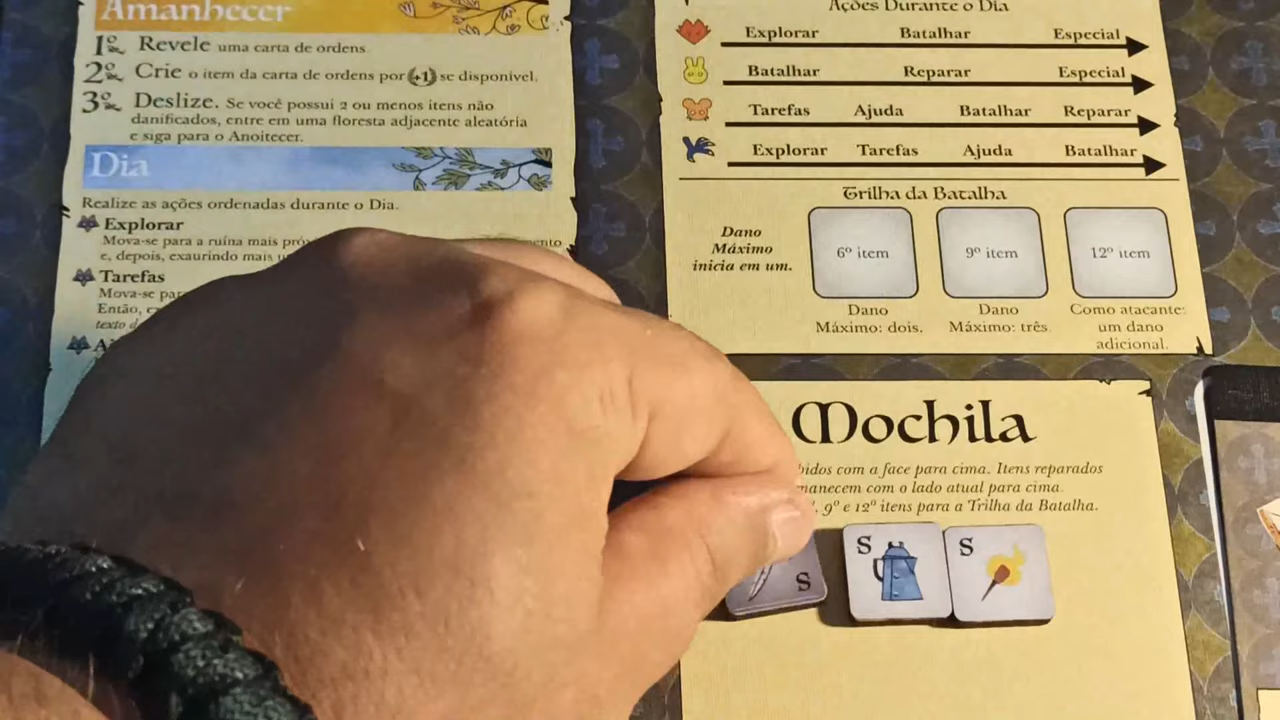 Amanhecer
1º Revele uma carta de ordens
2º Crie o item da carta de ordens por +1 se disponível.
3º Deslize. Se você possui 2 ou menos itens não
danificados, entre em uma floresta adjacente aleatória
e siga para o Anoitecer.
Dia
Realize as ações ordenadas durante o Dia.
Explorar
Mova-se para a ruína mais
e, depois, exaurindo mais
Tarefas
Mova-se
Então,
texto
Ações Durante o Dia
Explorar Batalhar Especial
Batalhar Reparar Especial
Tarefas Ajuda Batalhar Reparar
Explorar Tarefas Ajuda Batalhar
Trilha da Batalha
Dano
Máximo
inicia em um.
6º item
9º item
12º item
Dano
Máximo: dois.
Dano
Máximo: três.
Como atacante:
um dano
adicional.
Mochila
com a face para cima. Itens reparados
com o lado atual para cima.
9º e 12º itens para a Trilha da Batalha.
S
S
S